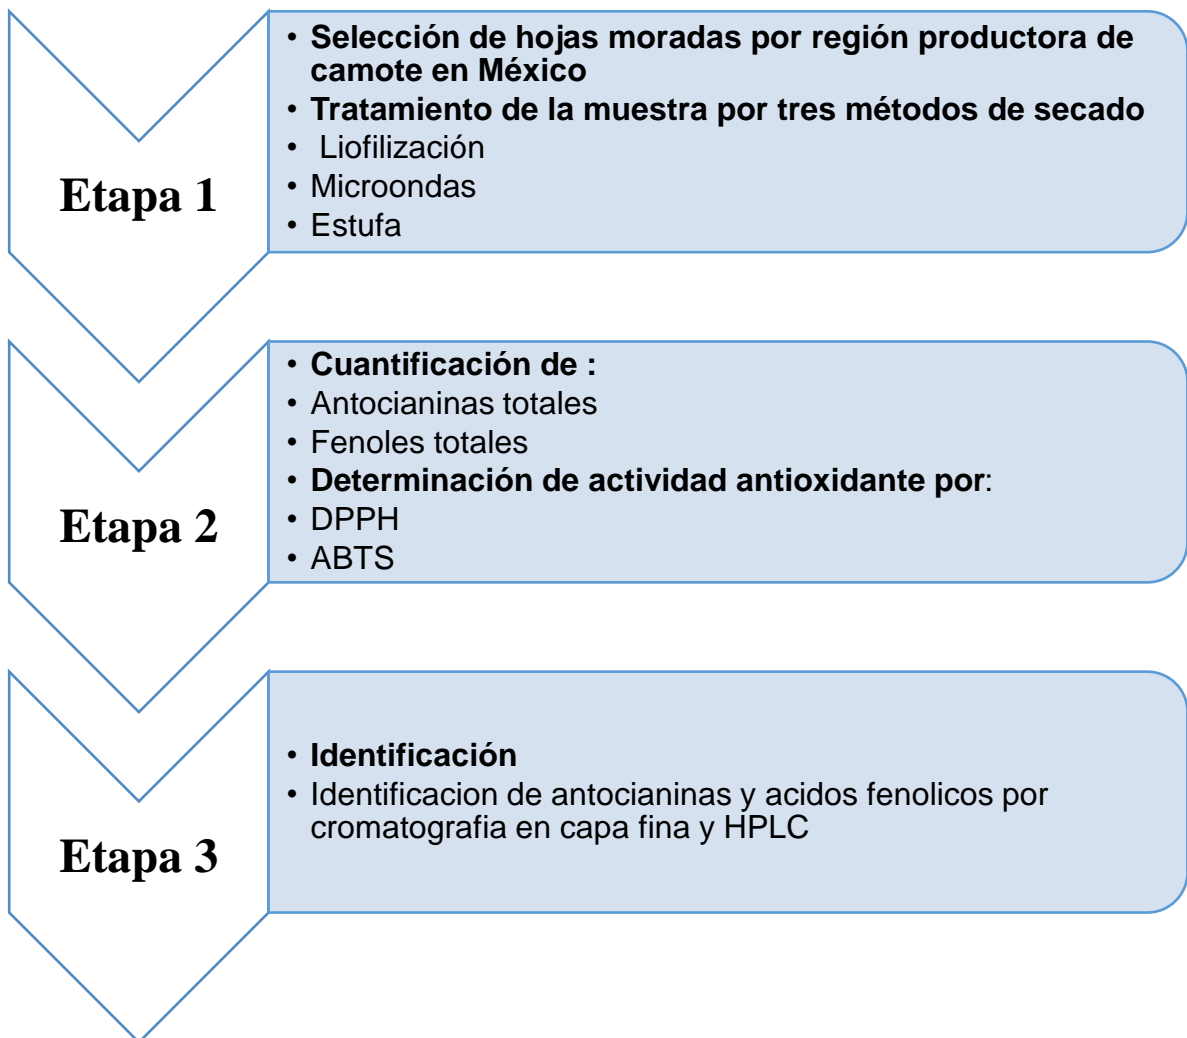 Etapa 1
• Selección de hojas moradas por región productora de
camote en México
• Tratamiento de la muestra por tres métodos de secado
• Liofilización
• Microondas
• Estufa
Etapa 2
• Cuantificación de :
• Antocianinas totales
• Fenoles totales
• Determinación de actividad antioxidante por:
• DPPH
• ABTS
Etapa 3
• Identificación
• Identificacion de antocianinas y acidos fenolicos por
cromatografia en capa fina y HPLC